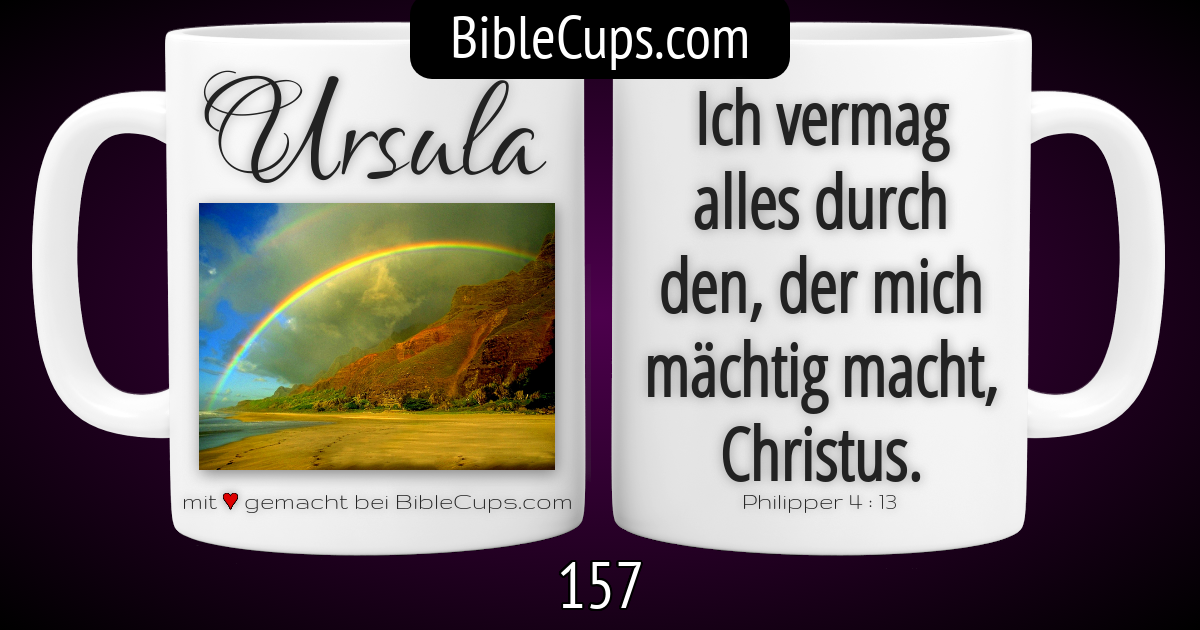 BibleCups.com
Ursula
mit ♥ gemacht bei BibleCups.com
Ich vermag
alles durch
den, der mich
mächtig macht,
Christus.
Philipper 4 : 13
157